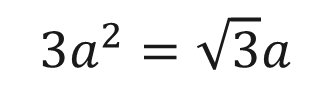 3a² = √3a